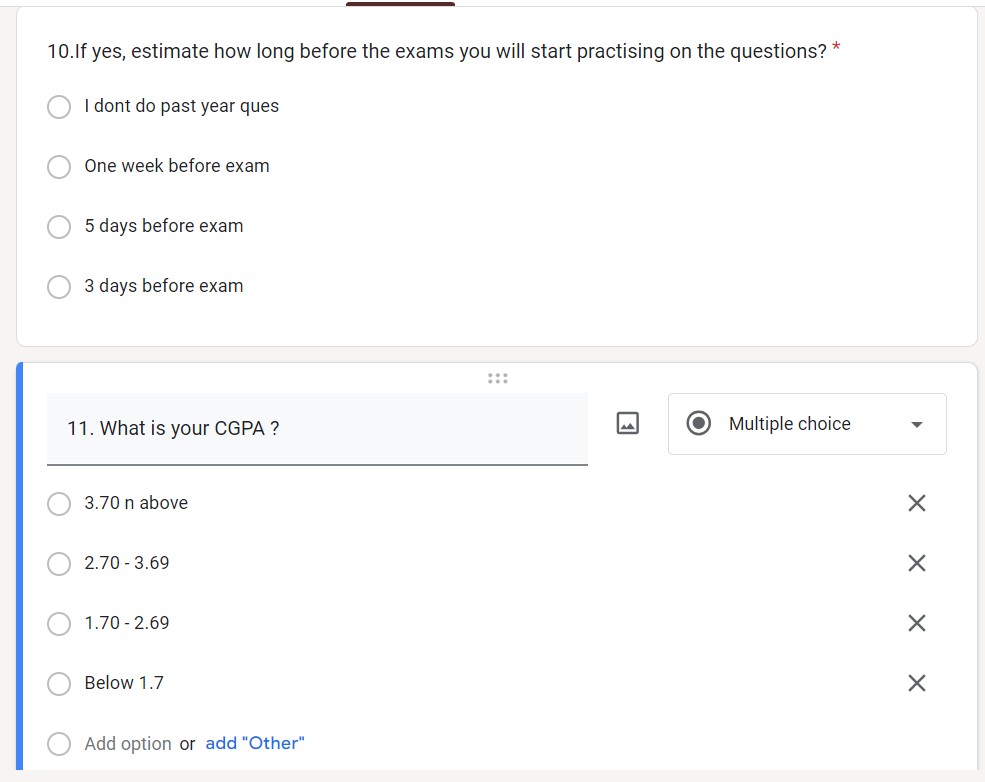 10.If yes, estimate how long before the exams you will start practising on the questions? *
I dont do past year ques
One week before exam
5 days before exam
3 days before exam
11. What is your CGPA ?
Multiple choice
3.70 n above
2.70 - 3.69
1.70 - 2.69
Below 1.7
Add option or add "Other"